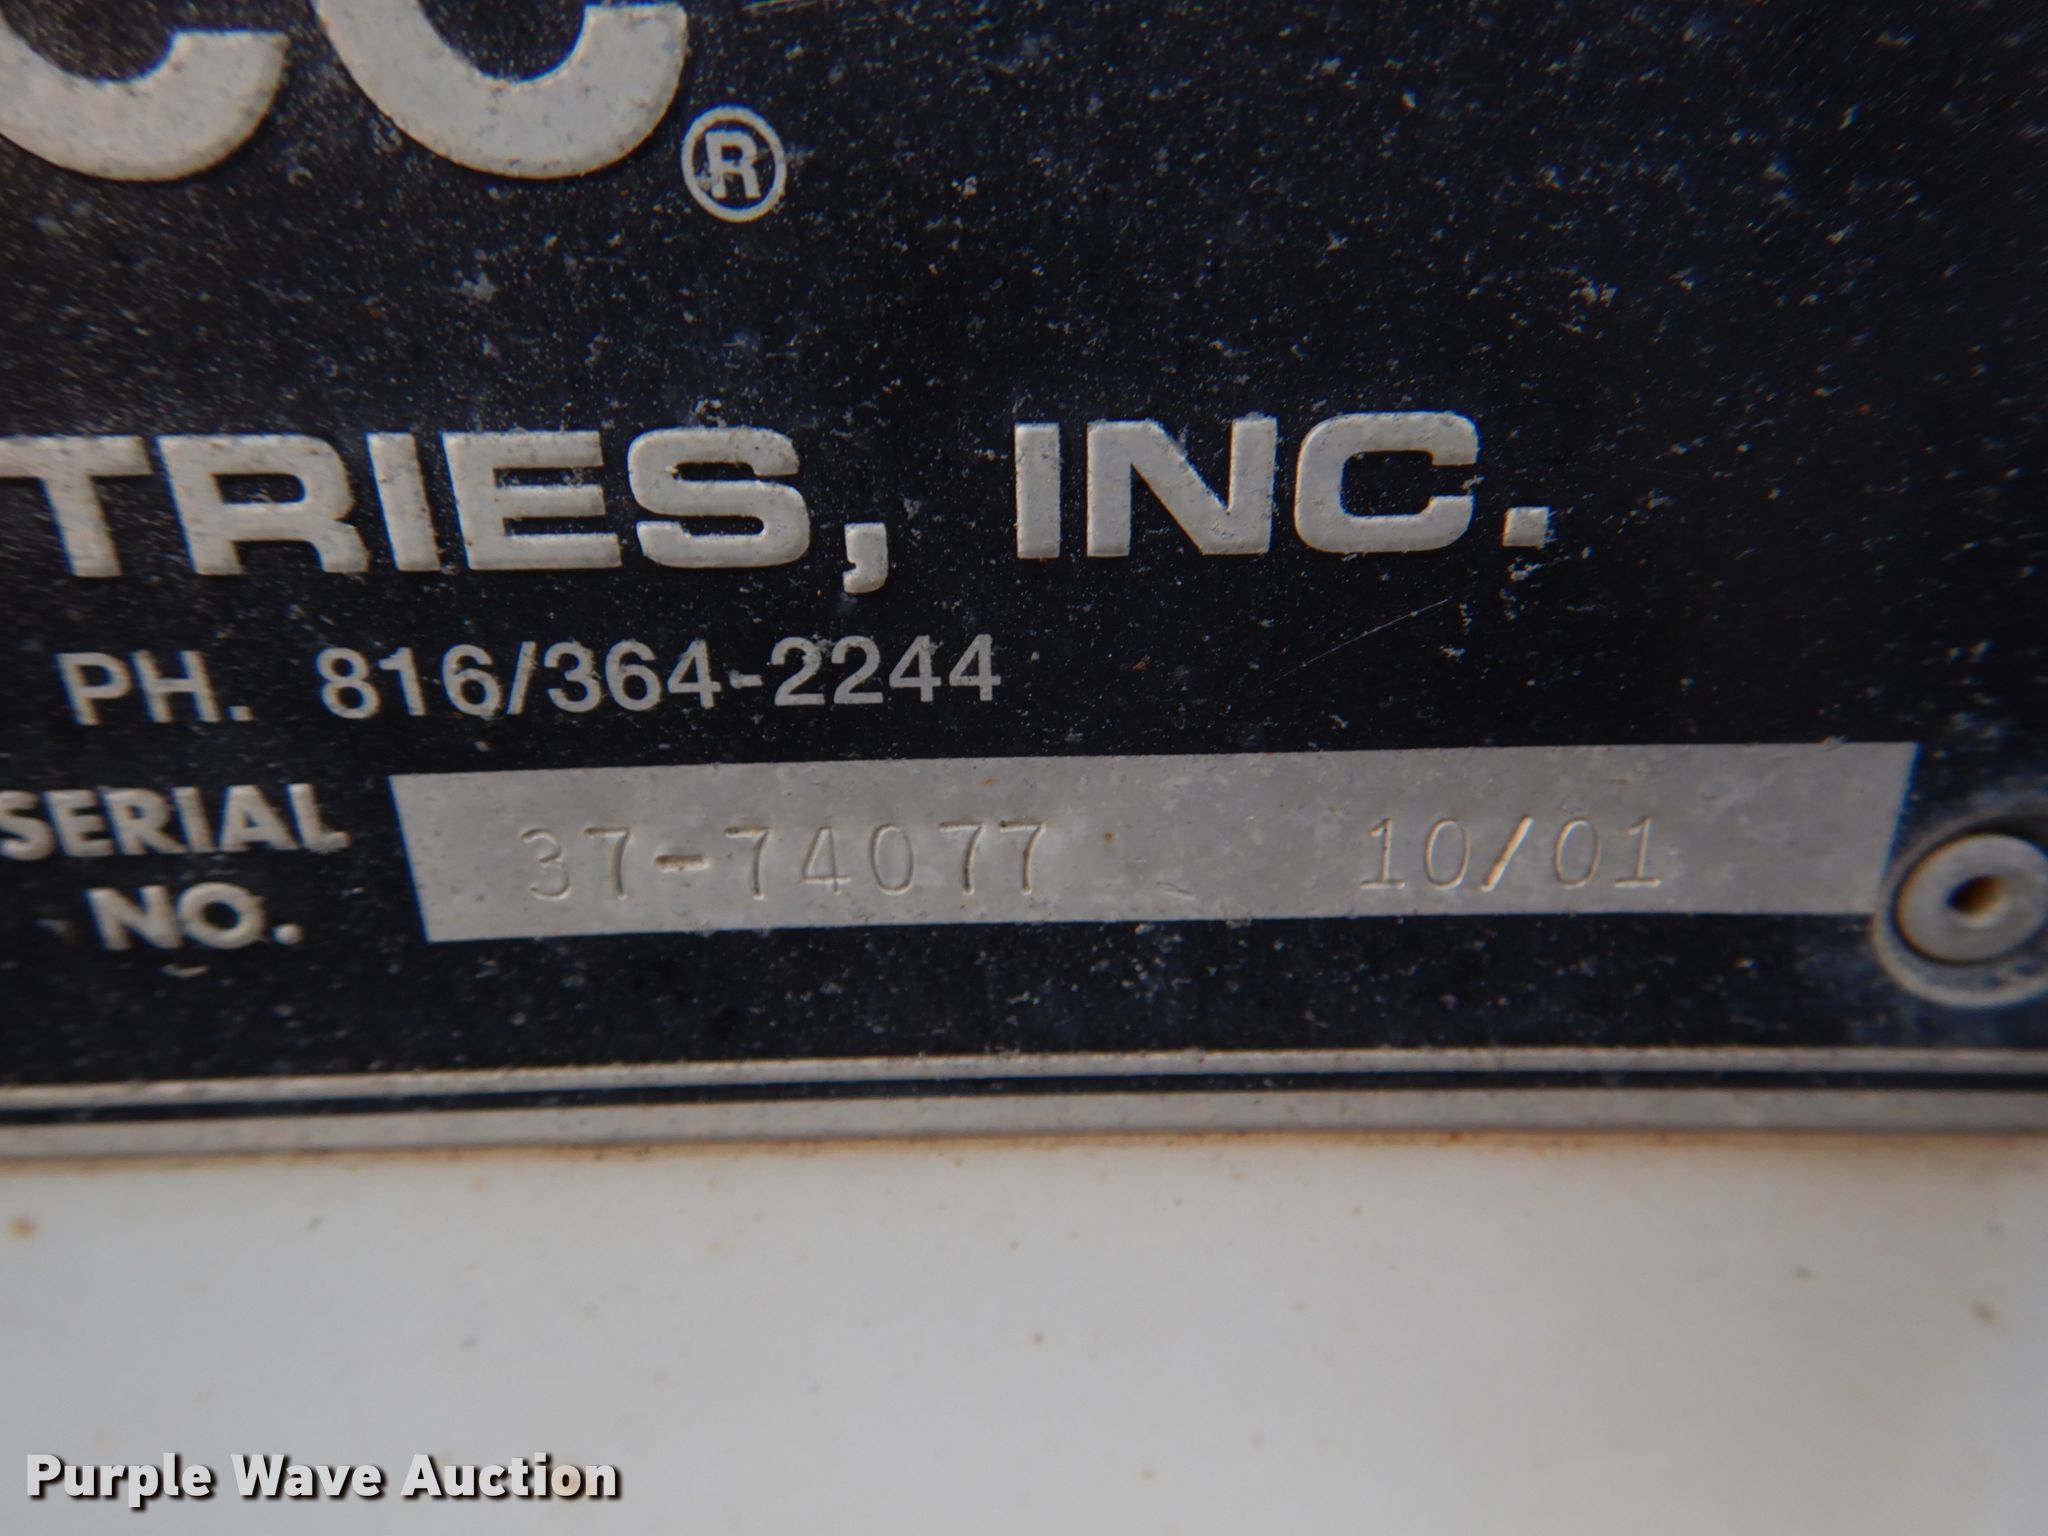 ®
TRIES, INC.
PH. 816/364-2244
SERIAL
NO.
37-74077 10/01
Purple Wave Auction